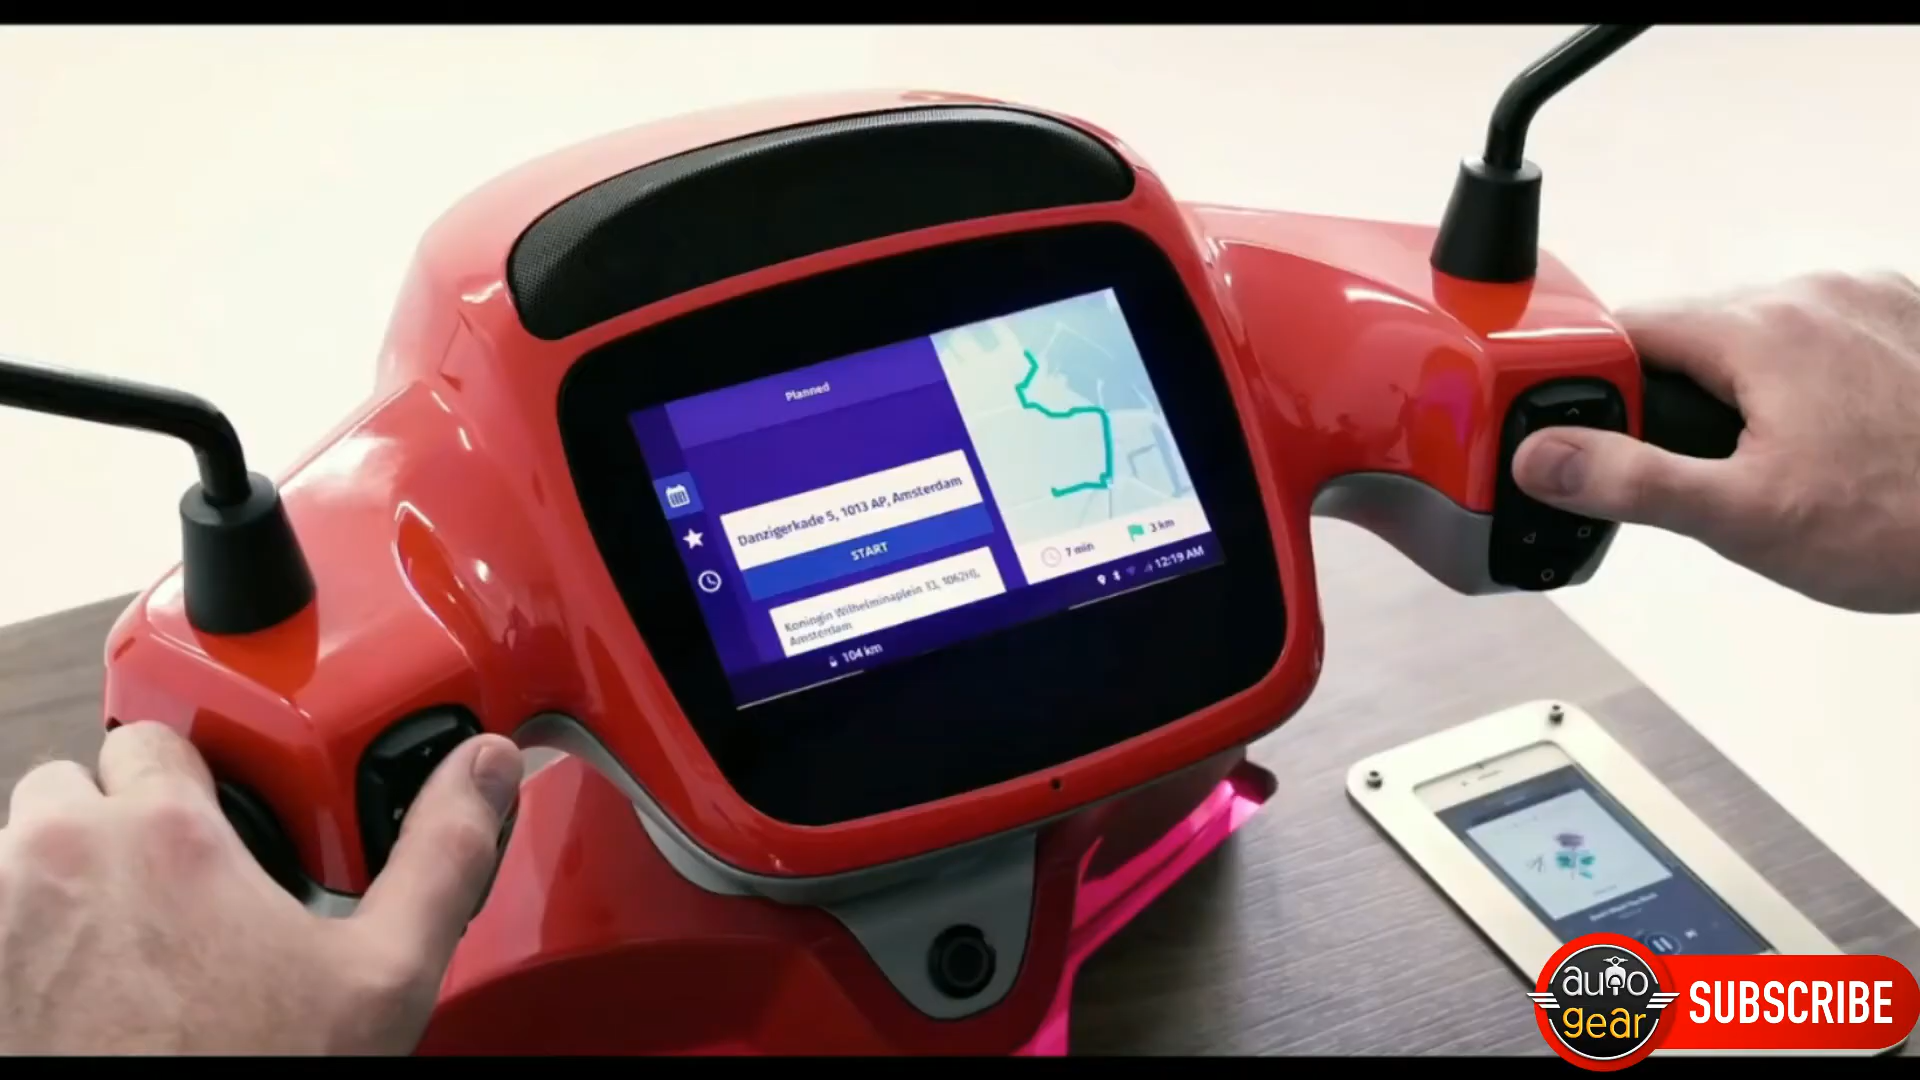 Planned
Danzigerkade 5, 1013 AP, Amsterdam
START
Koningin Wilhelminaplein
Amsterdam
104 km
7 min
3 km
12:19 AM
auto
gear
SUBSCRIBE